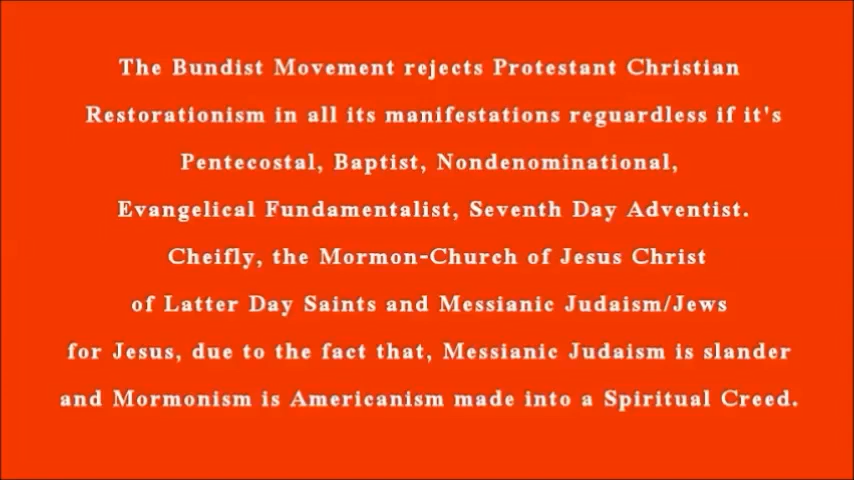 The Bundist Movement rejects Protestant Christian
Restorationism in all its manifestations reguardless if it's
Pentecostal, Baptist, Nondenominational,
Evangelical Fundamentalist, Seventh Day Adventist.
Cheifly, the Mormon-Church of Jesus Christ
of Latter Day Saints and Messianic Judaism/Jews
for Jesus, due to the fact that, Messianic Judaism is slander
and Mormonism is Americanism made into a Spiritual Creed.